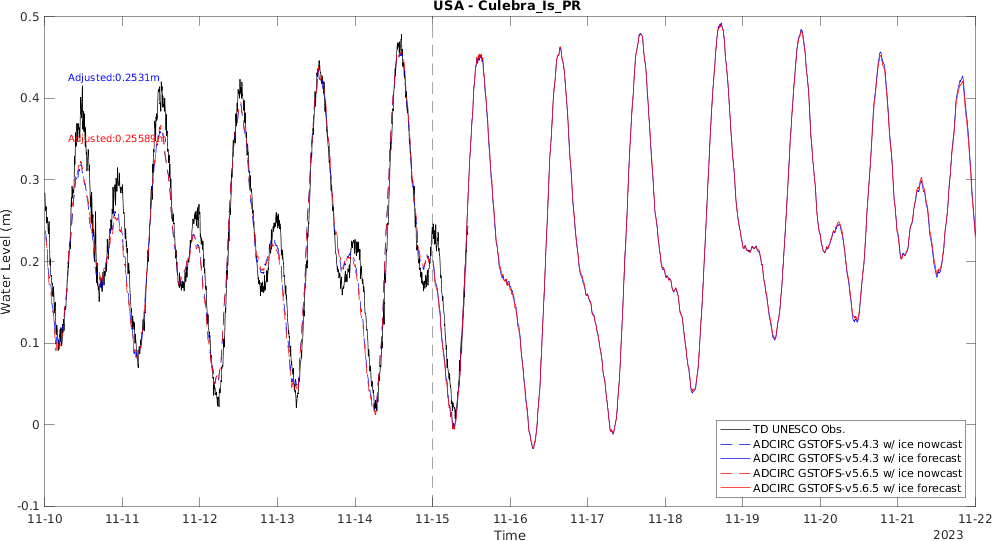 USA - Culebra_Is_PR
0.5
0.4
0.3
0.2
0.1
0
-0.1
Water Level (m)
Adjusted:0.2531m
Adjusted:0.25589m
TD UNESCO Obs.
ADCIRC GSTOFS-v5.4.3 w/ ice nowcast
ADCIRC GSTOFS-v5.4.3 w/ ice forecast
ADCIRC GSTOFS-v5.6.5 w/ ice nowcast
ADCIRC GSTOFS-v5.6.5 w/ ice forecast
11-10 11-11 11-12 11-13 11-14 11-15 11-16 11-17 11-18 11-19 11-20 11-21 11-22
Time
2023